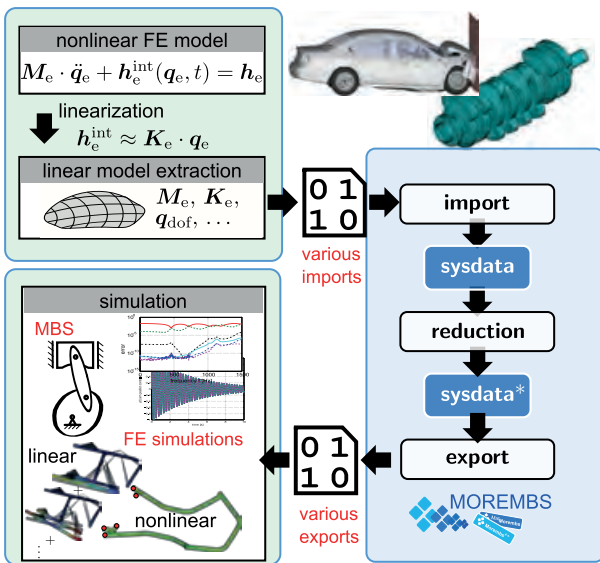 nonlinear FE model
M_e · q̈_e + h_e^int(q_e, t) = h_e
linearization
h_e^int ≈ K_e · q_e
linear model extraction
M_e, K_e,
q_dof, ...
0 1
1 0
various
imports
import
sysdata
reduction
sysdata*
export
MOREMBS
0 1
1 0
various
exports
simulation
MBS
FE simulations
linear
+
nonlinear
+